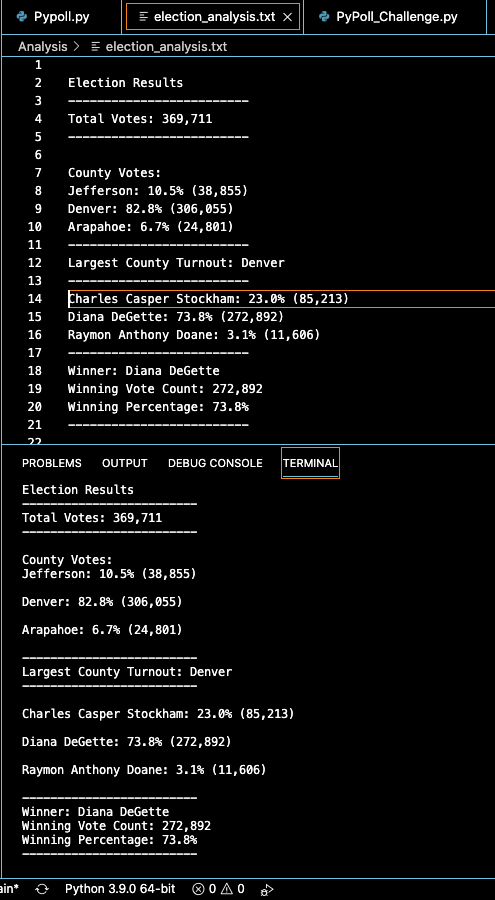 Pypoll.py election_analysis.txt PyPoll_Challenge.py
Analysis election_analysis.txt
1
2 Election Results
3 -------------------------
4 Total Votes: 369,711
5 -------------------------
6
7 County Votes:
8 Jefferson: 10.5% (38,855)
9 Denver: 82.8% (306,055)
10 Arapahoe: 6.7% (24,801)
11 -------------------------
12 Largest County Turnout: Denver
13 -------------------------
14 Charles Casper Stockham: 23.0% (85,213)
15 Diana DeGette: 73.8% (272,892)
16 Raymon Anthony Doane: 3.1% (11,606)
17 -------------------------
18 Winner: Diana DeGette
19 Winning Vote Count: 272,892
20 Winning Percentage: 73.8%
21 -------------------------
22
PROBLEMS OUTPUT DEBUG CONSOLE TERMINAL
Election Results
-------------------------
Total Votes: 369,711
-------------------------
County Votes:
Jefferson: 10.5% (38,855)
Denver: 82.8% (306,055)
Arapahoe: 6.7% (24,801)
-------------------------
Largest County Turnout: Denver
-------------------------
Charles Casper Stockham: 23.0% (85,213)
Diana DeGette: 73.8% (272,892)
Raymon Anthony Doane: 3.1% (11,606)
-------------------------
Winner: Diana DeGette
Winning Vote Count: 272,892
Winning Percentage: 73.8%
-------------------------
ain* Python 3.9.0 64-bit 0 0